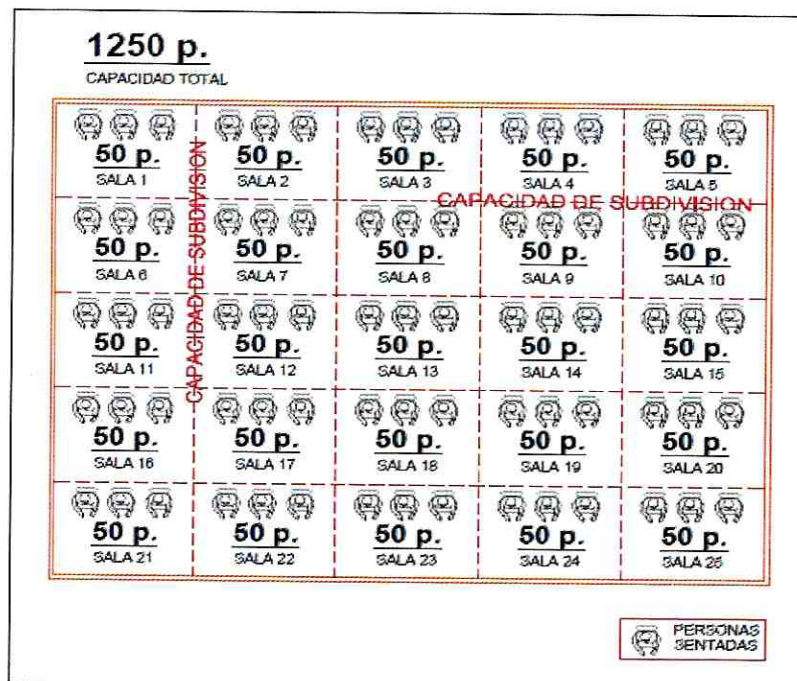 1250 p.
CAPACIDAD TOTAL
50 p. 50 p. 50 p. 50 p. 50 p.
SALA 1 SALA 2 SALA 3 SALA 4 SALA 5
CAPACIDAD DE SUBDIVISION
CAPACIDAD DE SUBDIVISION
50 p. 50 p. 50 p. 50 p. 50 p.
SALA 6 SALA 7 SALA 8 SALA 9 SALA 10
50 p. 50 p. 50 p. 50 p. 50 p.
SALA 11 SALA 12 SALA 13 SALA 14 SALA 15
50 p. 50 p. 50 p. 50 p. 50 p.
SALA 16 SALA 17 SALA 18 SALA 19 SALA 20
50 p. 50 p. 50 p. 50 p. 50 p.
SALA 21 SALA 22 SALA 23 SALA 24 SALA 25
PERSONAS
SENTADAS